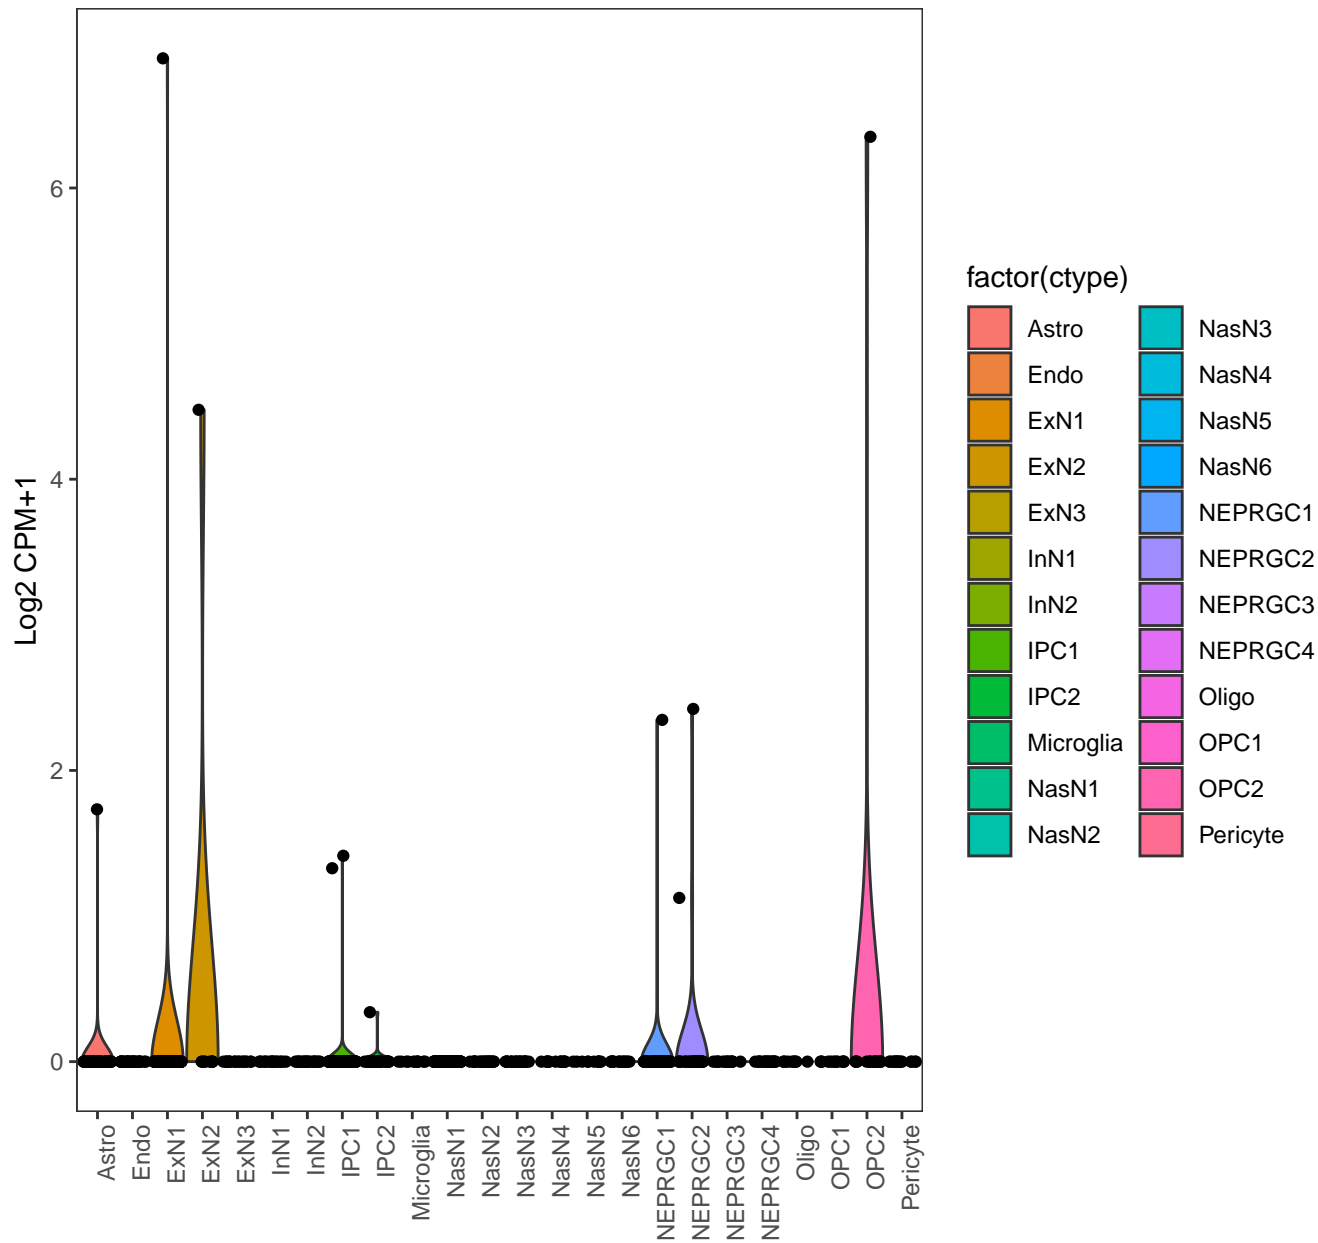 6
4
2
0
Log2 CPM+1
Astro
Endo
ExN1
ExN2
ExN3
InN1
InN2
IPC1
IPC2
Microglia
NasN1
NasN2
NasN3
NasN4
NasN5
NasN6
NEPRGC1
NEPRGC2
NEPRGC3
NEPRGC4
Oligo
OPC1
OPC2
Pericyte
factor(ctype)
Astro
Endo
ExN1
ExN2
ExN3
InN1
InN2
IPC1
IPC2
Microglia
NasN1
NasN2
NasN3
NasN4
NasN5
NasN6
NEPRGC1
NEPRGC2
NEPRGC3
NEPRGC4
Oligo
OPC1
OPC2
Pericyte